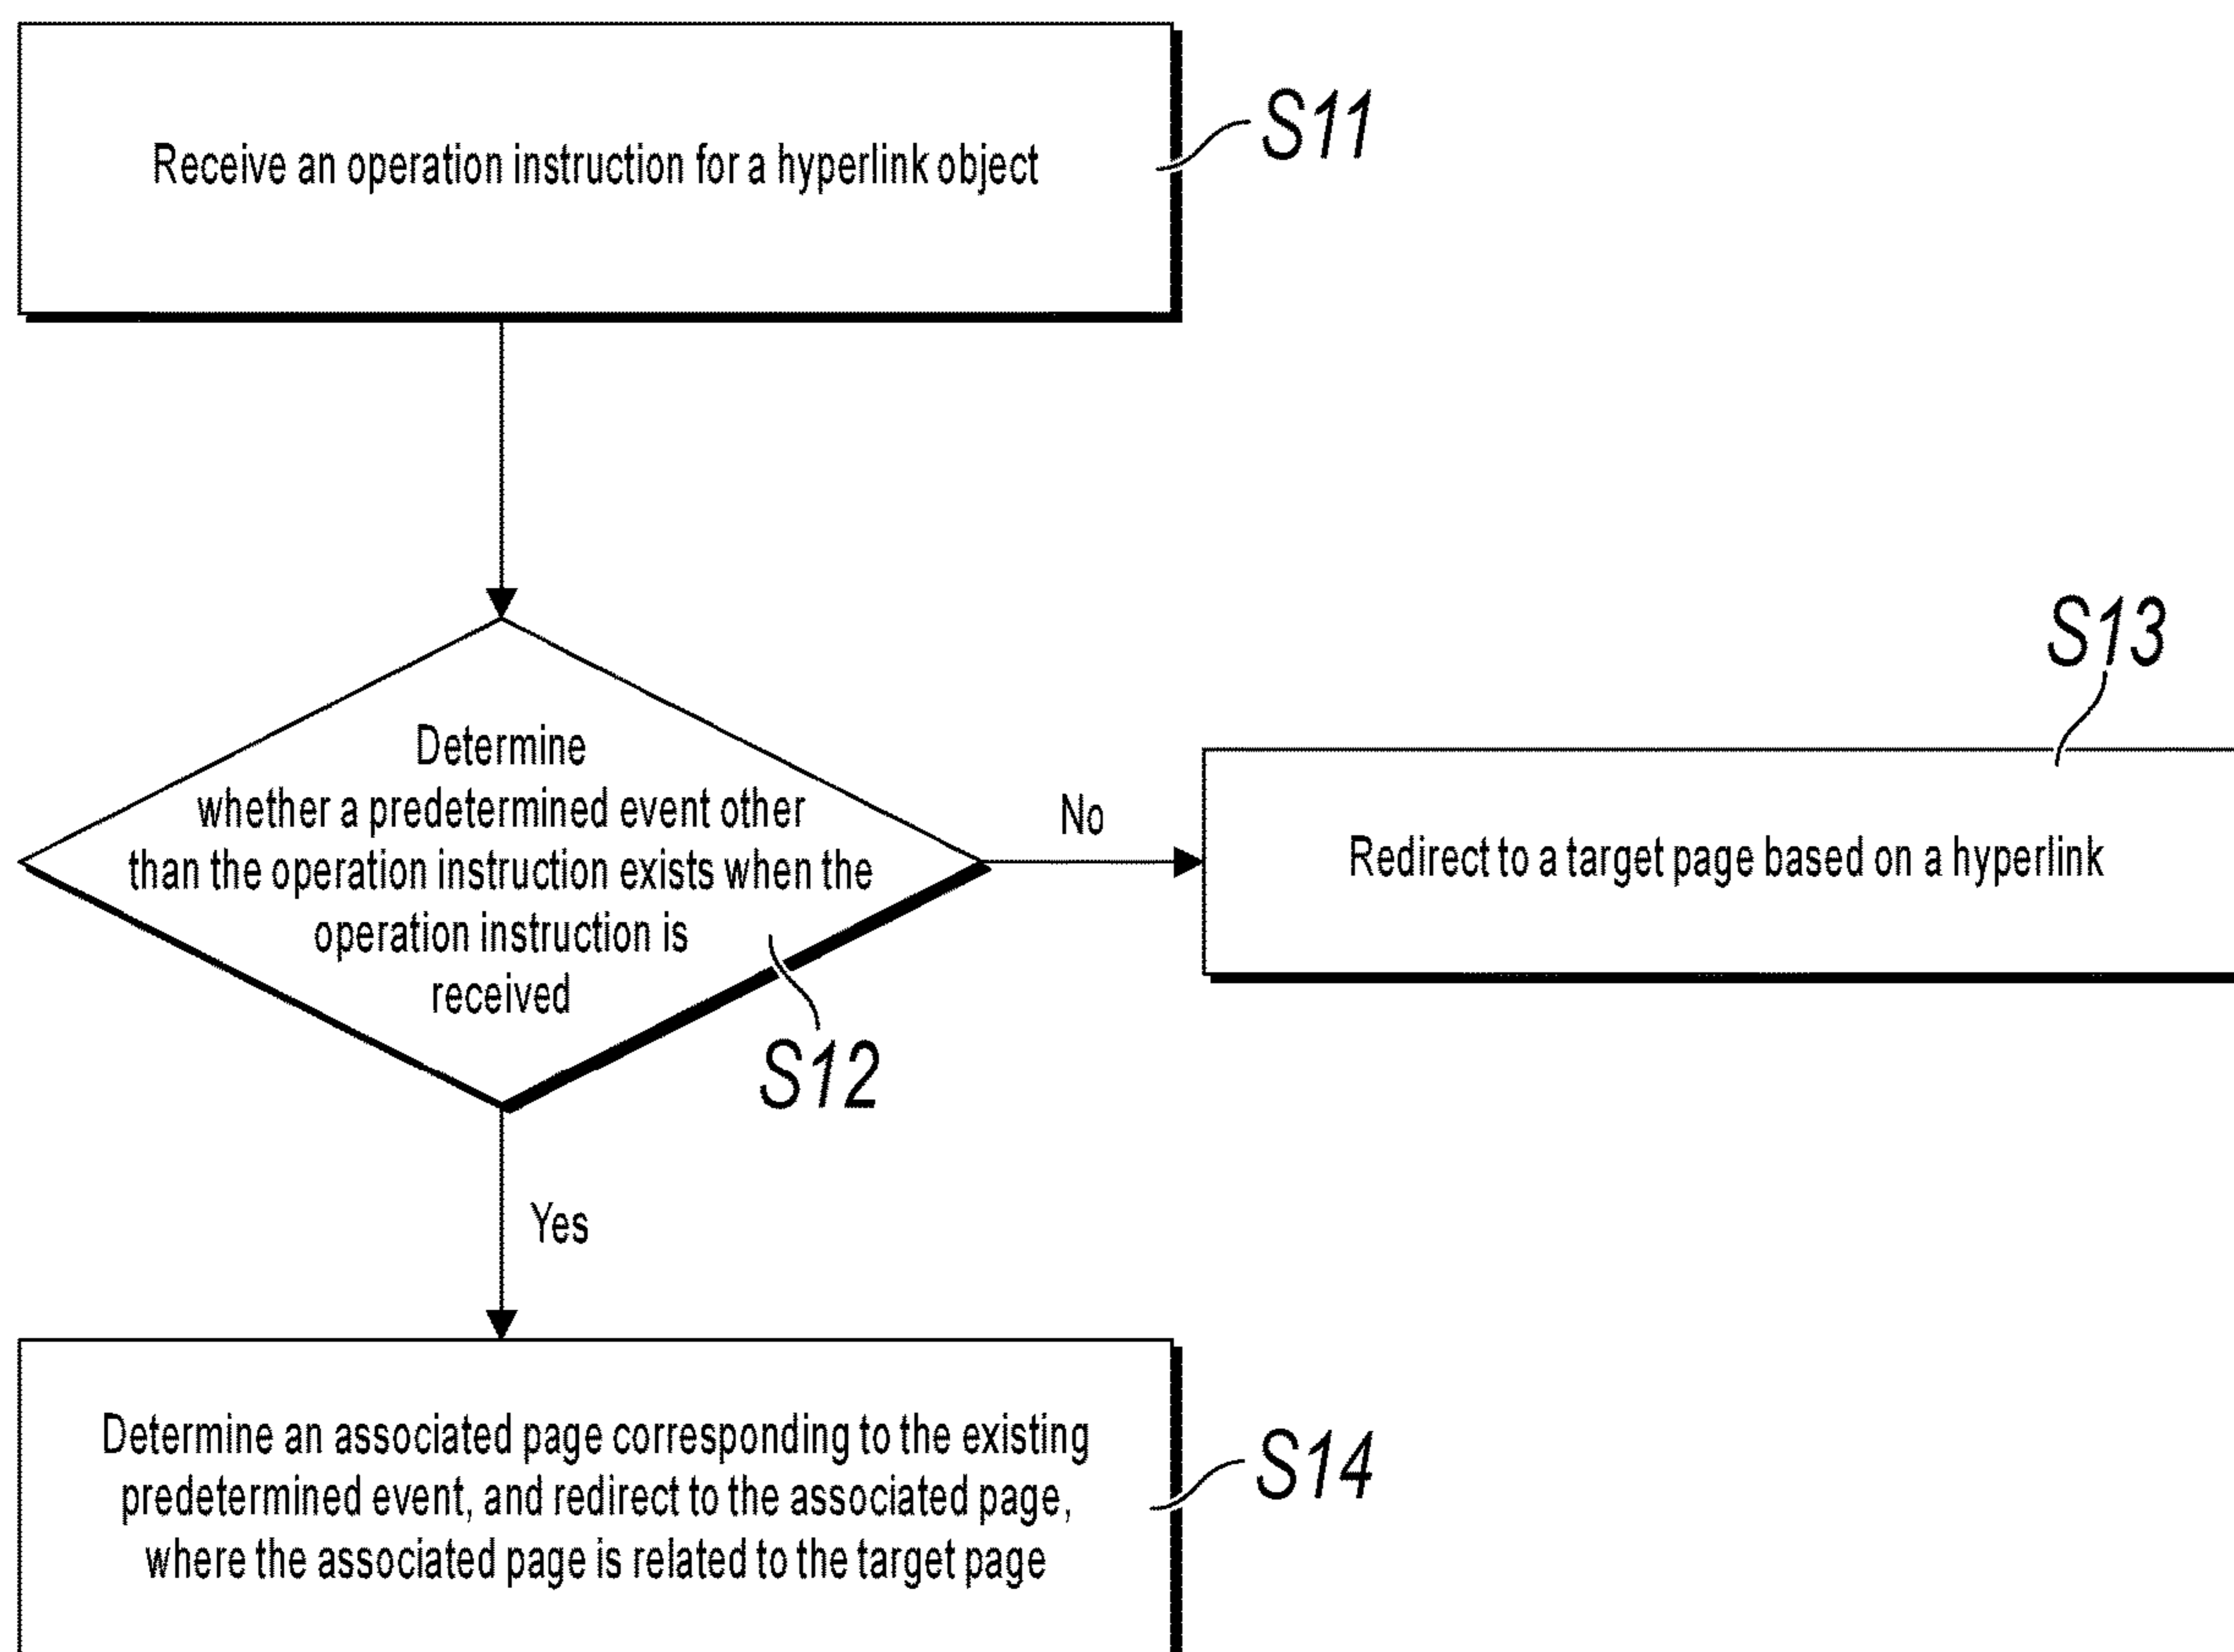 Receive an operation instruction for a hyperlink object
S11
Determine
whether a predetermined event other
than the operation instruction exists when the
operation instruction is
received
S12
No
S13
Redirect to a target page based on a hyperlink
Yes
Determine an associated page corresponding to the existing
predetermined event, and redirect to the associated page,
where the associated page is related to the target page
S14